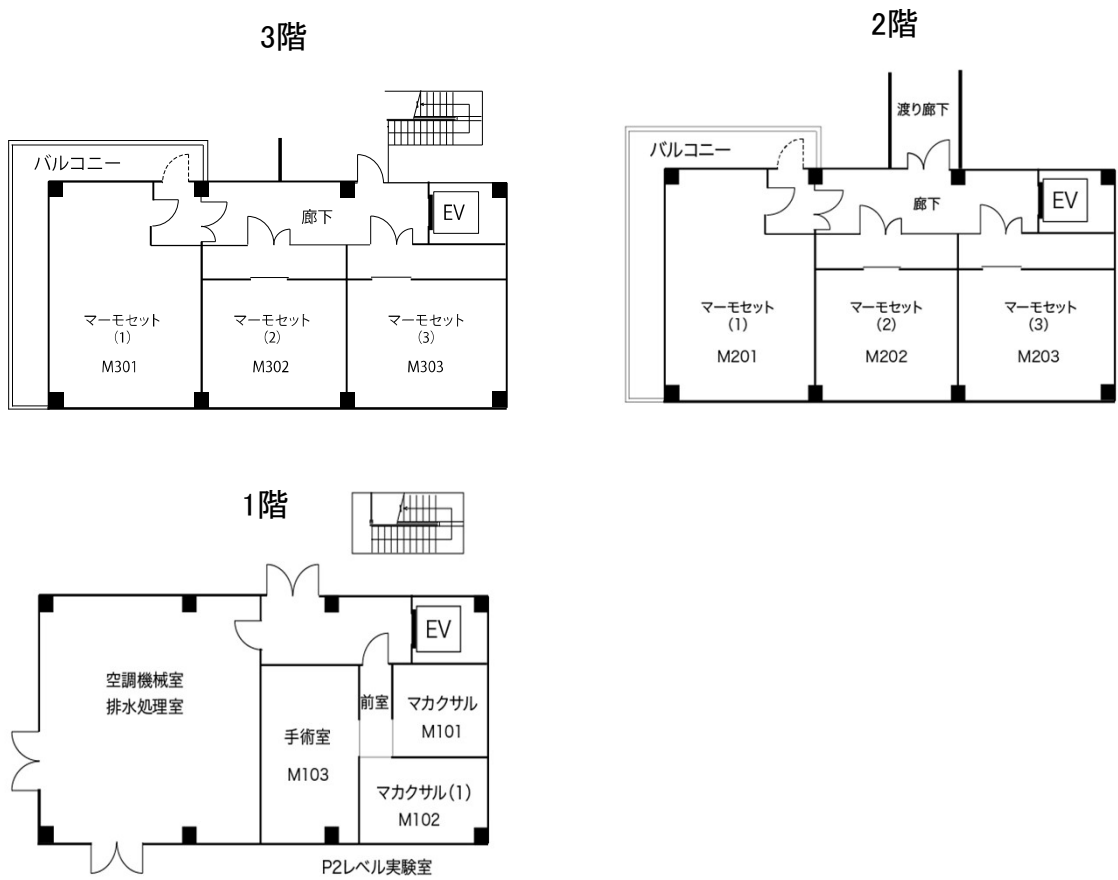 3階
バルコニー
廊下
EV
マーモセット
(1)
M301
マーモセット
(2)
M302
マーモセット
(3)
M303
2階
渡り廊下
バルコニー
廊下
EV
マーモセット
(1)
M201
マーモセット
(2)
M202
マーモセット
(3)
M203
1階
EV
空調機械室
排水処理室
手術室
M103
前室
マカクサル
M101
マカクサル(1)
M102
P2レベル実験室